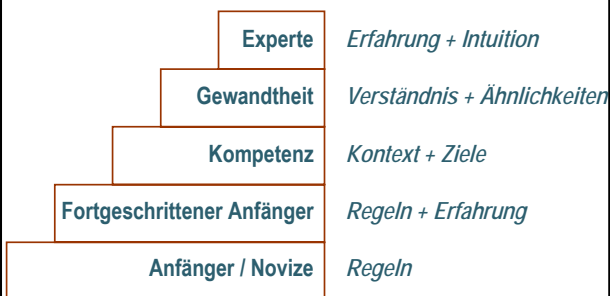 Experte Erfahrung + Intuition
Gewandtheit Verständnis + Ähnlichkeiten
Kompetenz Kontext + Ziele
Fortgeschrittener Anfänger Regeln + Erfahrung
Anfänger / Novize Regeln